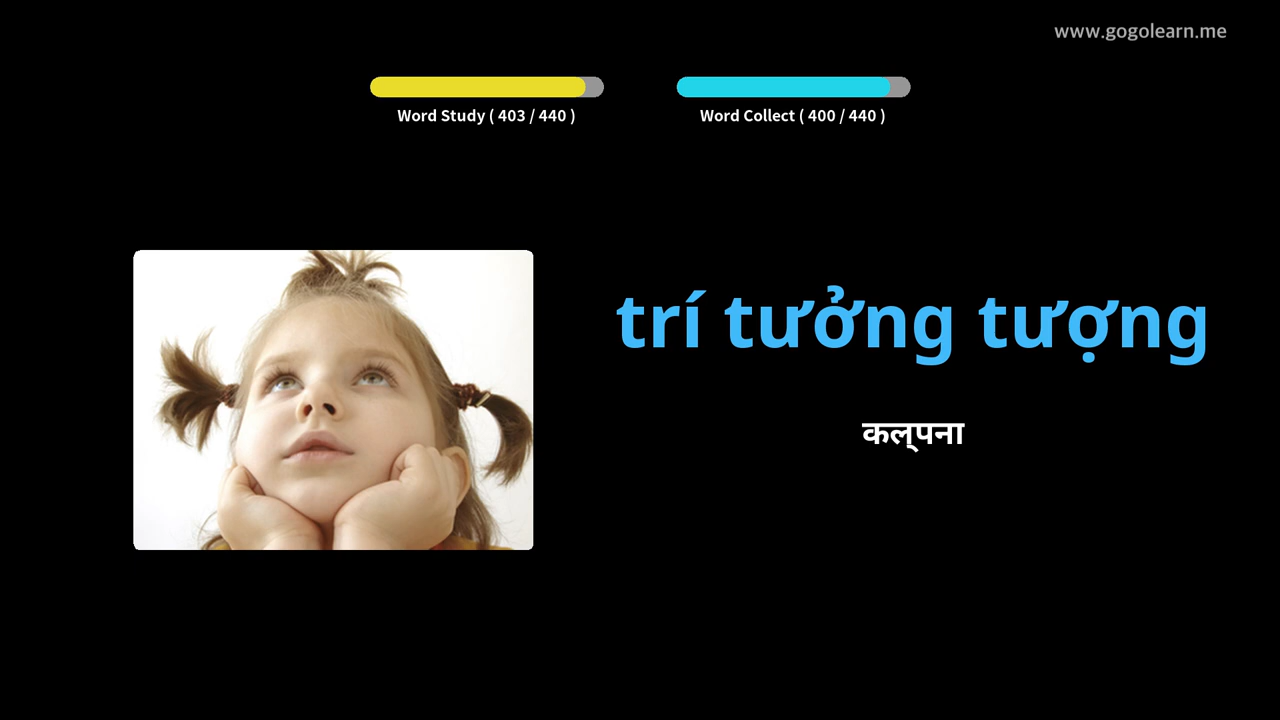 www.gogolearn.me
Word Study ( 403 / 440 )
Word Collect ( 400 / 440 )
trí tưởng tượng
कल्पना